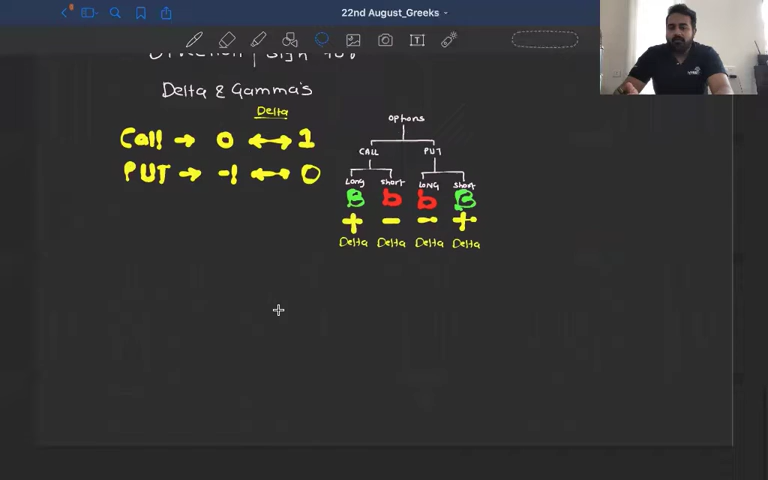 22nd August_Greeks
Direction
Delta & Gamma's
Delta
Call → 0 ↔ 1
PUT → -1 ↔ 0
Options
CALL PUT
Long Short LONG Short
B b b B
+ - - +
Delta Delta Delta Delta